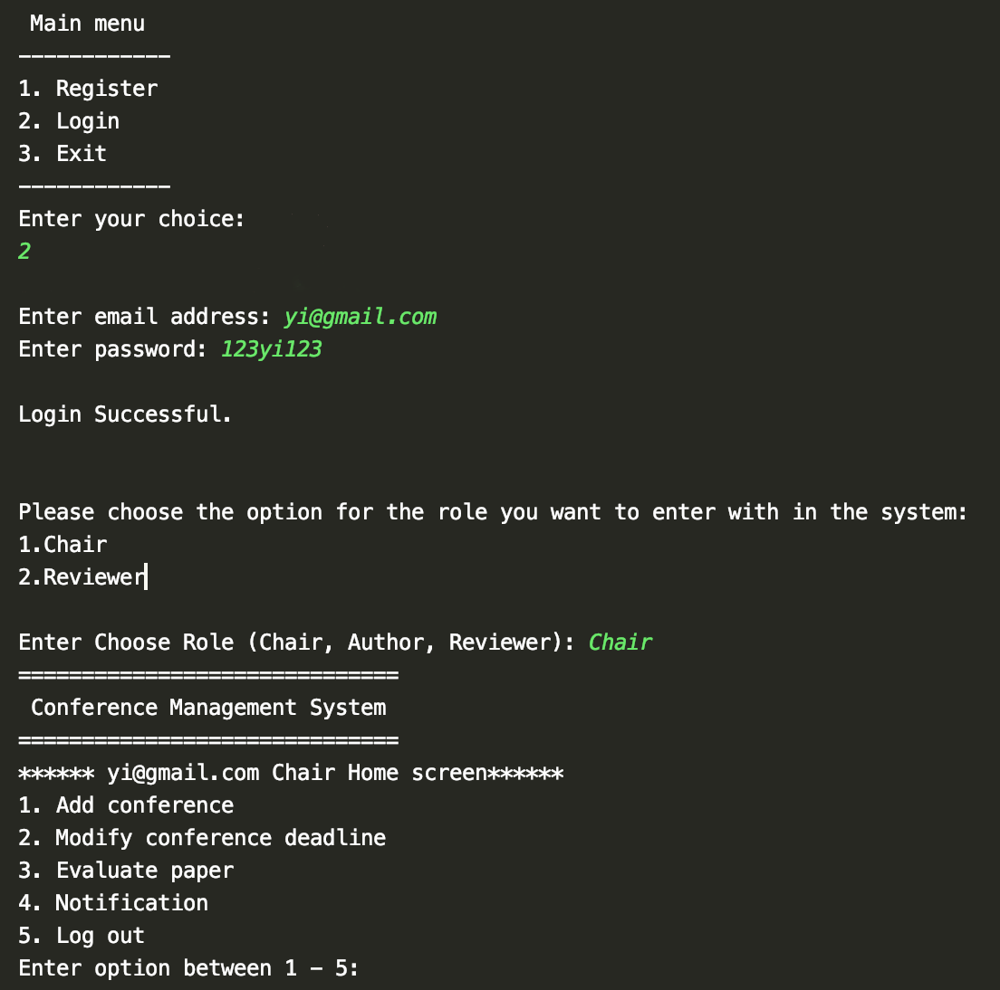 Main menu
------------
1. Register
2. Login
3. Exit
------------
Enter your choice:
2
Enter email address: yi@gmail.com
Enter password: 123yi123
Login Successful.
Please choose the option for the role you want to enter with in the system:
1.Chair
2.Reviewer
Enter Choose Role (Chair, Author, Reviewer): Chair
==============================
Conference Management System
==============================
****** yi@gmail.com Chair Home screen******
1. Add conference
2. Modify conference deadline
3. Evaluate paper
4. Notification
5. Log out
Enter option between 1 - 5: